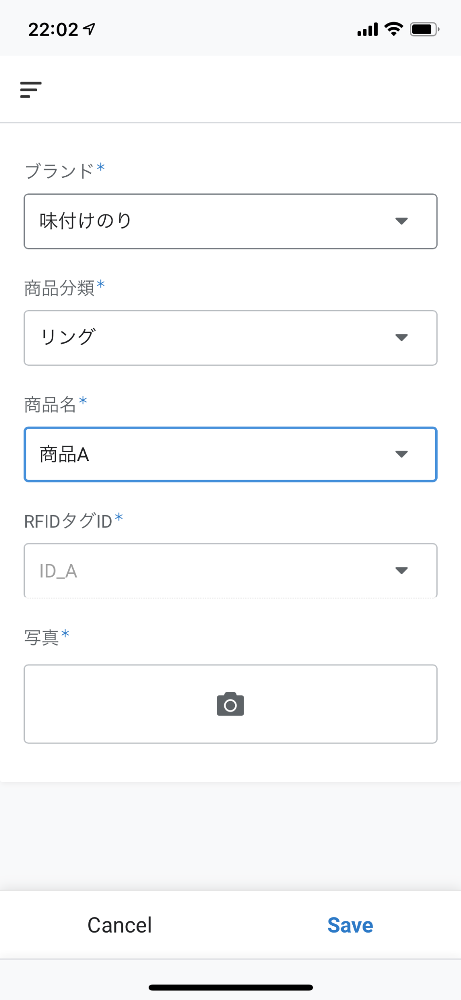 22:02
ブランド*
味付けのり
商品分類*
リング
商品名*
商品A
RFIDタグID*
ID_A
写真*
Cancel
Save